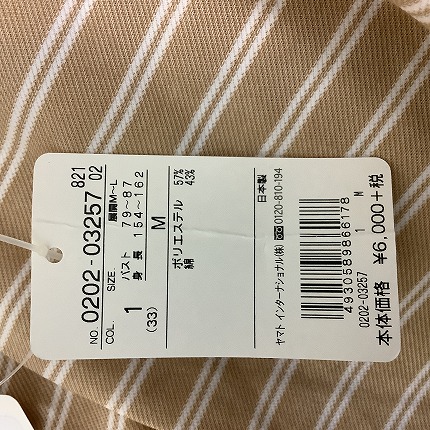 821
NO. 0202-03257 02
COL. SIZE 展開M~L
1 バスト 79~87
身長 154~162
(33) M
ポリエステル 57%
綿 43%
日本製
ヤマト インターナショナル(株) 0120-810-194
4930589866178
0202-03257 1 M
本体価格 ¥6,000+税